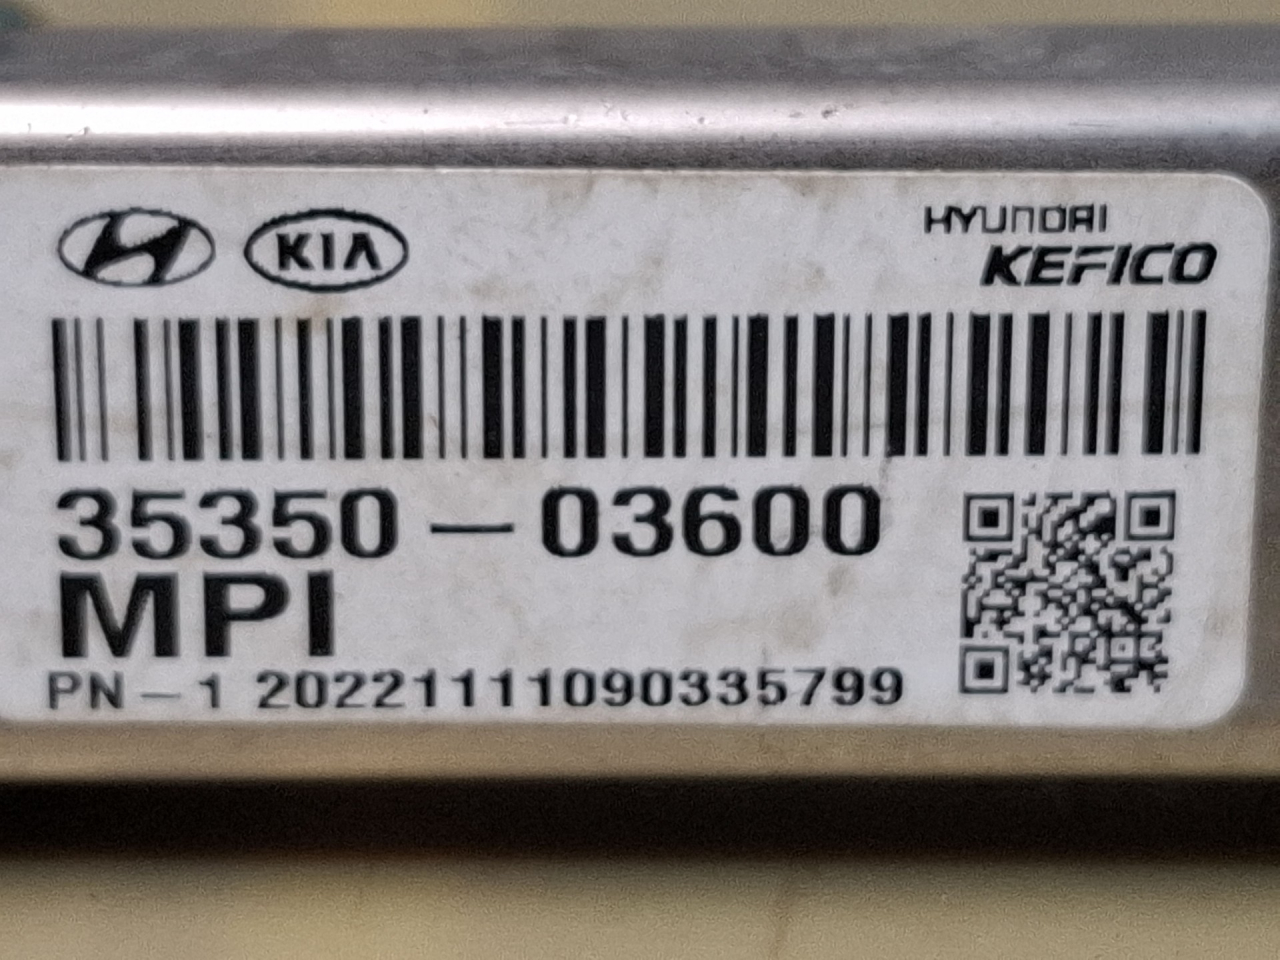 KIA
HYUNDAI
KEFICO
35350-03600
MPI
PN-1 20221111090335799